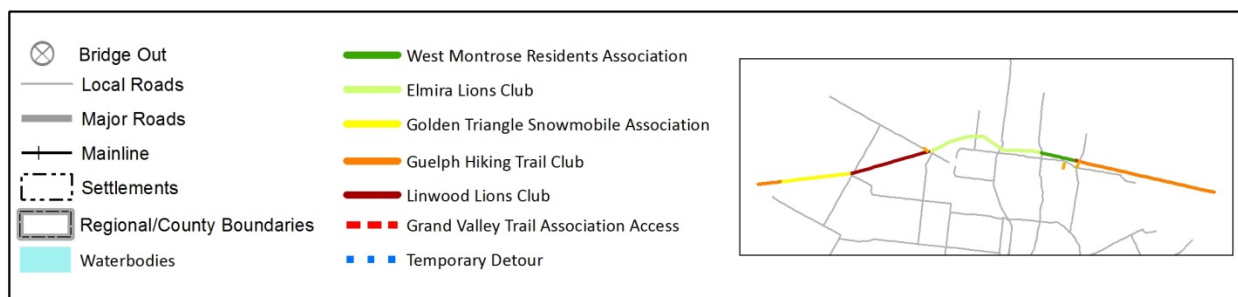 Bridge Out
Local Roads
Major Roads
Mainline
Settlements
Regional/County Boundaries
Waterbodies
West Montrose Residents Association
Elmira Lions Club
Golden Triangle Snowmobile Association
Guelph Hiking Trail Club
Linwood Lions Club
Grand Valley Trail Association Access
Temporary Detour